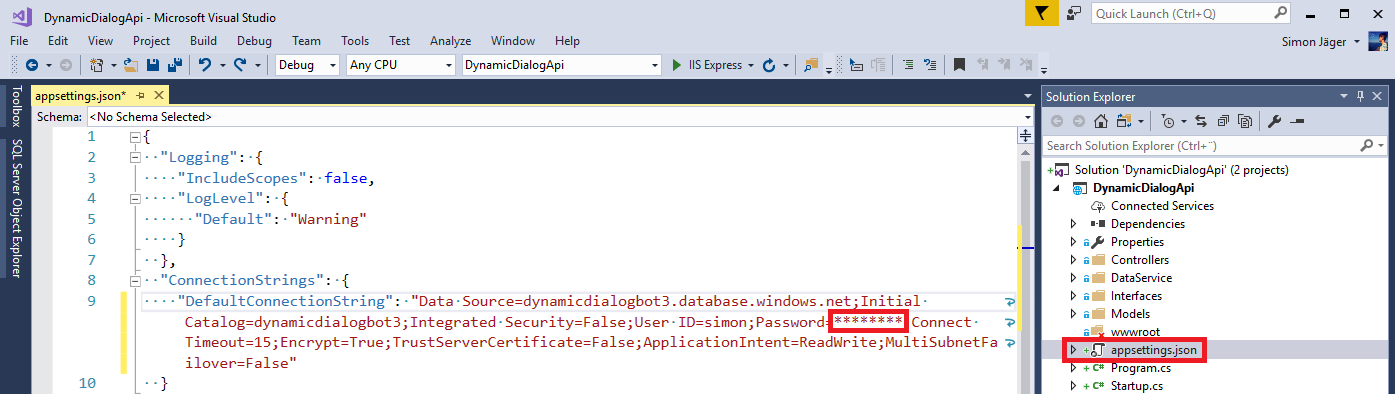 DynamicDialogApi - Microsoft Visual Studio
Quick Launch (Ctrl+Q)
File Edit View Project Build Debug Team Tools Test Analyze Window Help
Simon Jäger
Debug Any CPU DynamicDialogApi IIS Express
Toolbox
SQL Server Object Explorer
appsettings.json*
Schema: <No Schema Selected>
1 {
2 "Logging": {
3 "IncludeScopes": false,
4 "LogLevel": {
5 "Default": "Warning"
6 }
7 },
8 "ConnectionStrings": {
9 "DefaultConnectionString": "Data Source=dynamicdialogbot3.database.windows.net;Initial
Catalog=dynamicdialogbot3;Integrated Security=False;User ID=simon;Password=******** Connect
Timeout=15;Encrypt=True;TrustServerCertificate=False;ApplicationIntent=ReadWrite;MultiSubnetFa
ilover=False"
10 }
Solution Explorer
Search Solution Explorer (Ctrl+¨)
Solution 'DynamicDialogApi' (2 projects)
DynamicDialogApi
Connected Services
Dependencies
Properties
Controllers
DataService
Interfaces
Models
wwwroot
appsettings.json
Program.cs
Startup.cs